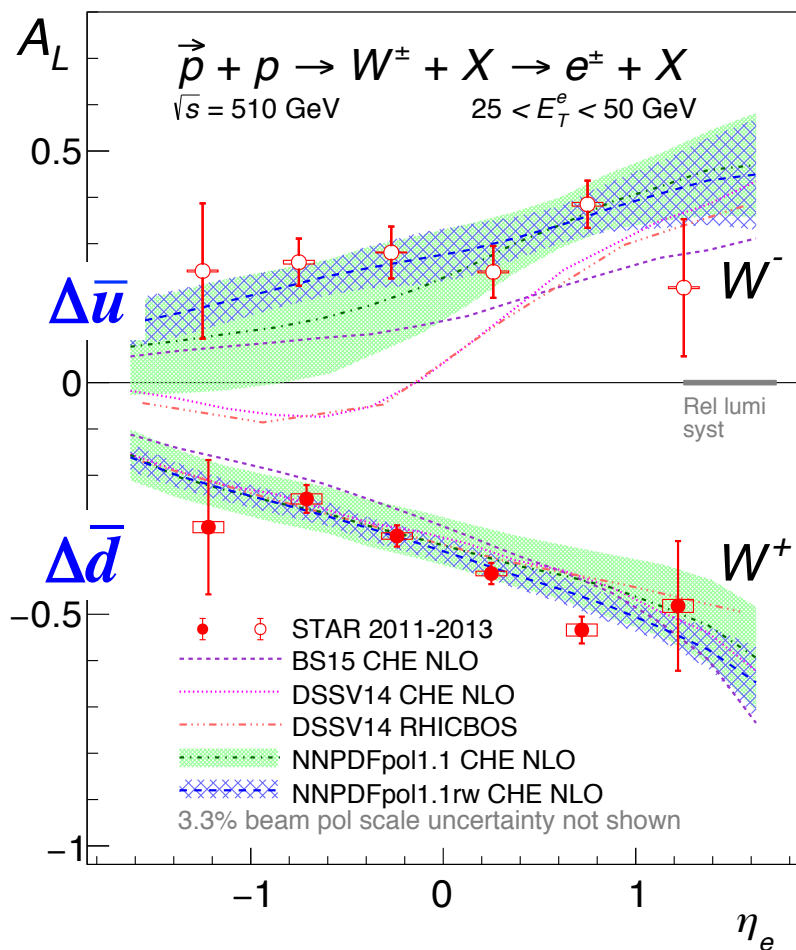 A_L
p⃗ + p → W± + X → e± + X
√s = 510 GeV
25 < E_T^e < 50 GeV
0.5
Δū
W-
0
Rel lumi
syst
Δd̄
W+
−0.5
STAR 2011-2013
BS15 CHE NLO
DSSV14 CHE NLO
DSSV14 RHICBOS
NNPDFpol1.1 CHE NLO
NNPDFpol1.1rw CHE NLO
3.3% beam pol scale uncertainty not shown
−1
−1 0 1
η_e